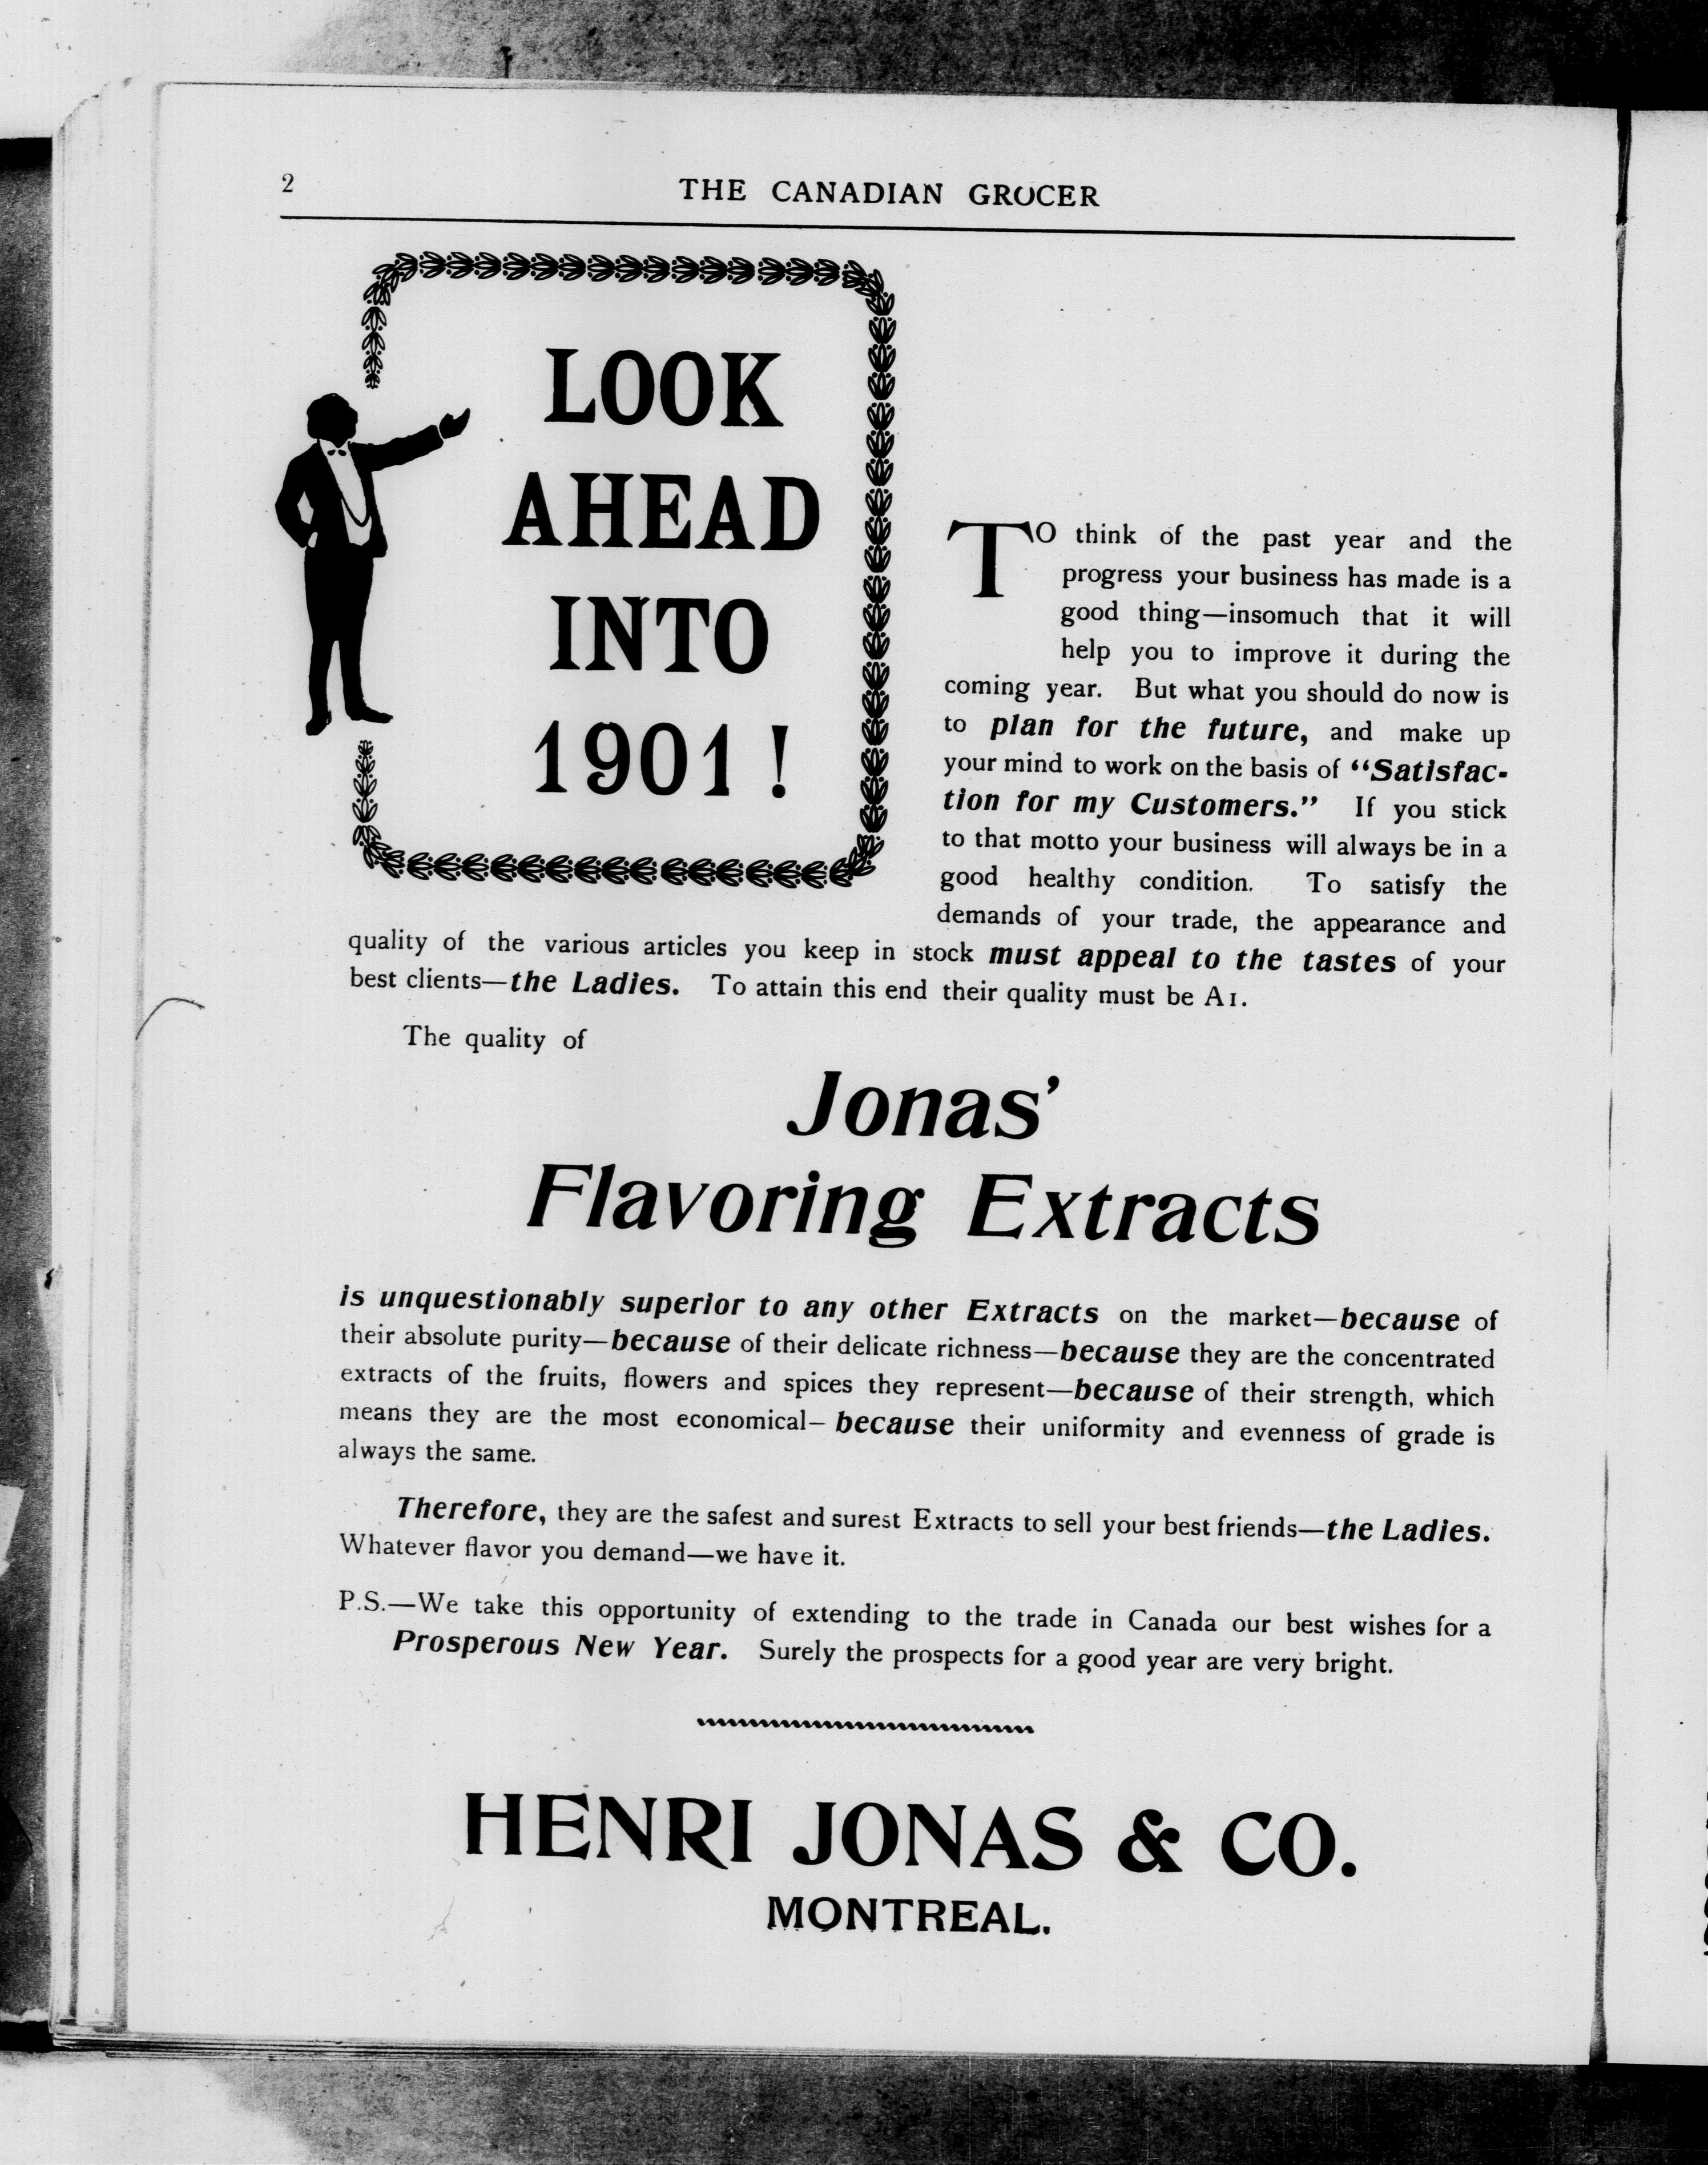 2
THE CANADIAN GROCER
LOOK
AHEAD
INTO
1901 !
TO think of the past year and the
progress your business has made is a
good thing—insomuch that it will
help you to improve it during the
coming year. But what you should do now is
to plan for the future, and make up
your mind to work on the basis of “Satisfac-
tion for my Customers.” If you stick
to that motto your business will always be in a
good healthy condition. To satisfy the
demands of your trade, the appearance and
quality of the various articles you keep in stock must appeal to the tastes of your
best clients—the Ladies. To attain this end their quality must be A1.
The quality of
Jonas’
Flavoring Extracts
is unquestionably superior to any other Extracts on the market—because of
their absolute purity—because of their delicate richness—because they are the concentrated
extracts of the fruits, flowers and spices they represent—because of their strength, which
means they are the most economical—because their uniformity and evenness of grade is
always the same.
Therefore, they are the safest and surest Extracts to sell your best friends—the Ladies.
Whatever flavor you demand—we have it.
P.S.—We take this opportunity of extending to the trade in Canada our best wishes for a
Prosperous New Year. Surely the prospects for a good year are very bright.
HENRI JONAS & CO.
MONTREAL.